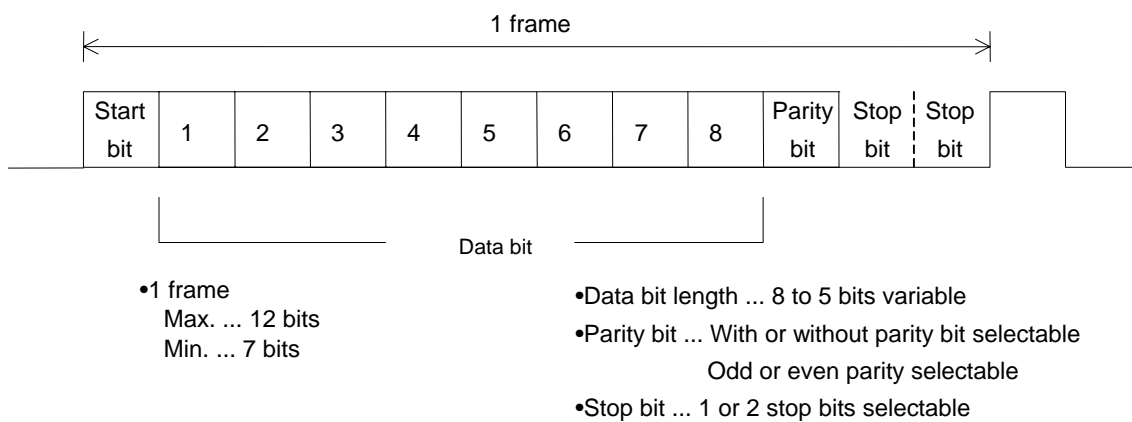 1 frame
Start bit 1 2 3 4 5 6 7 8 Parity bit Stop bit Stop bit
Data bit
•1 frame
Max. ... 12 bits
Min. ... 7 bits
•Data bit length ... 8 to 5 bits variable
•Parity bit ... With or without parity bit selectable
Odd or even parity selectable
•Stop bit ... 1 or 2 stop bits selectable